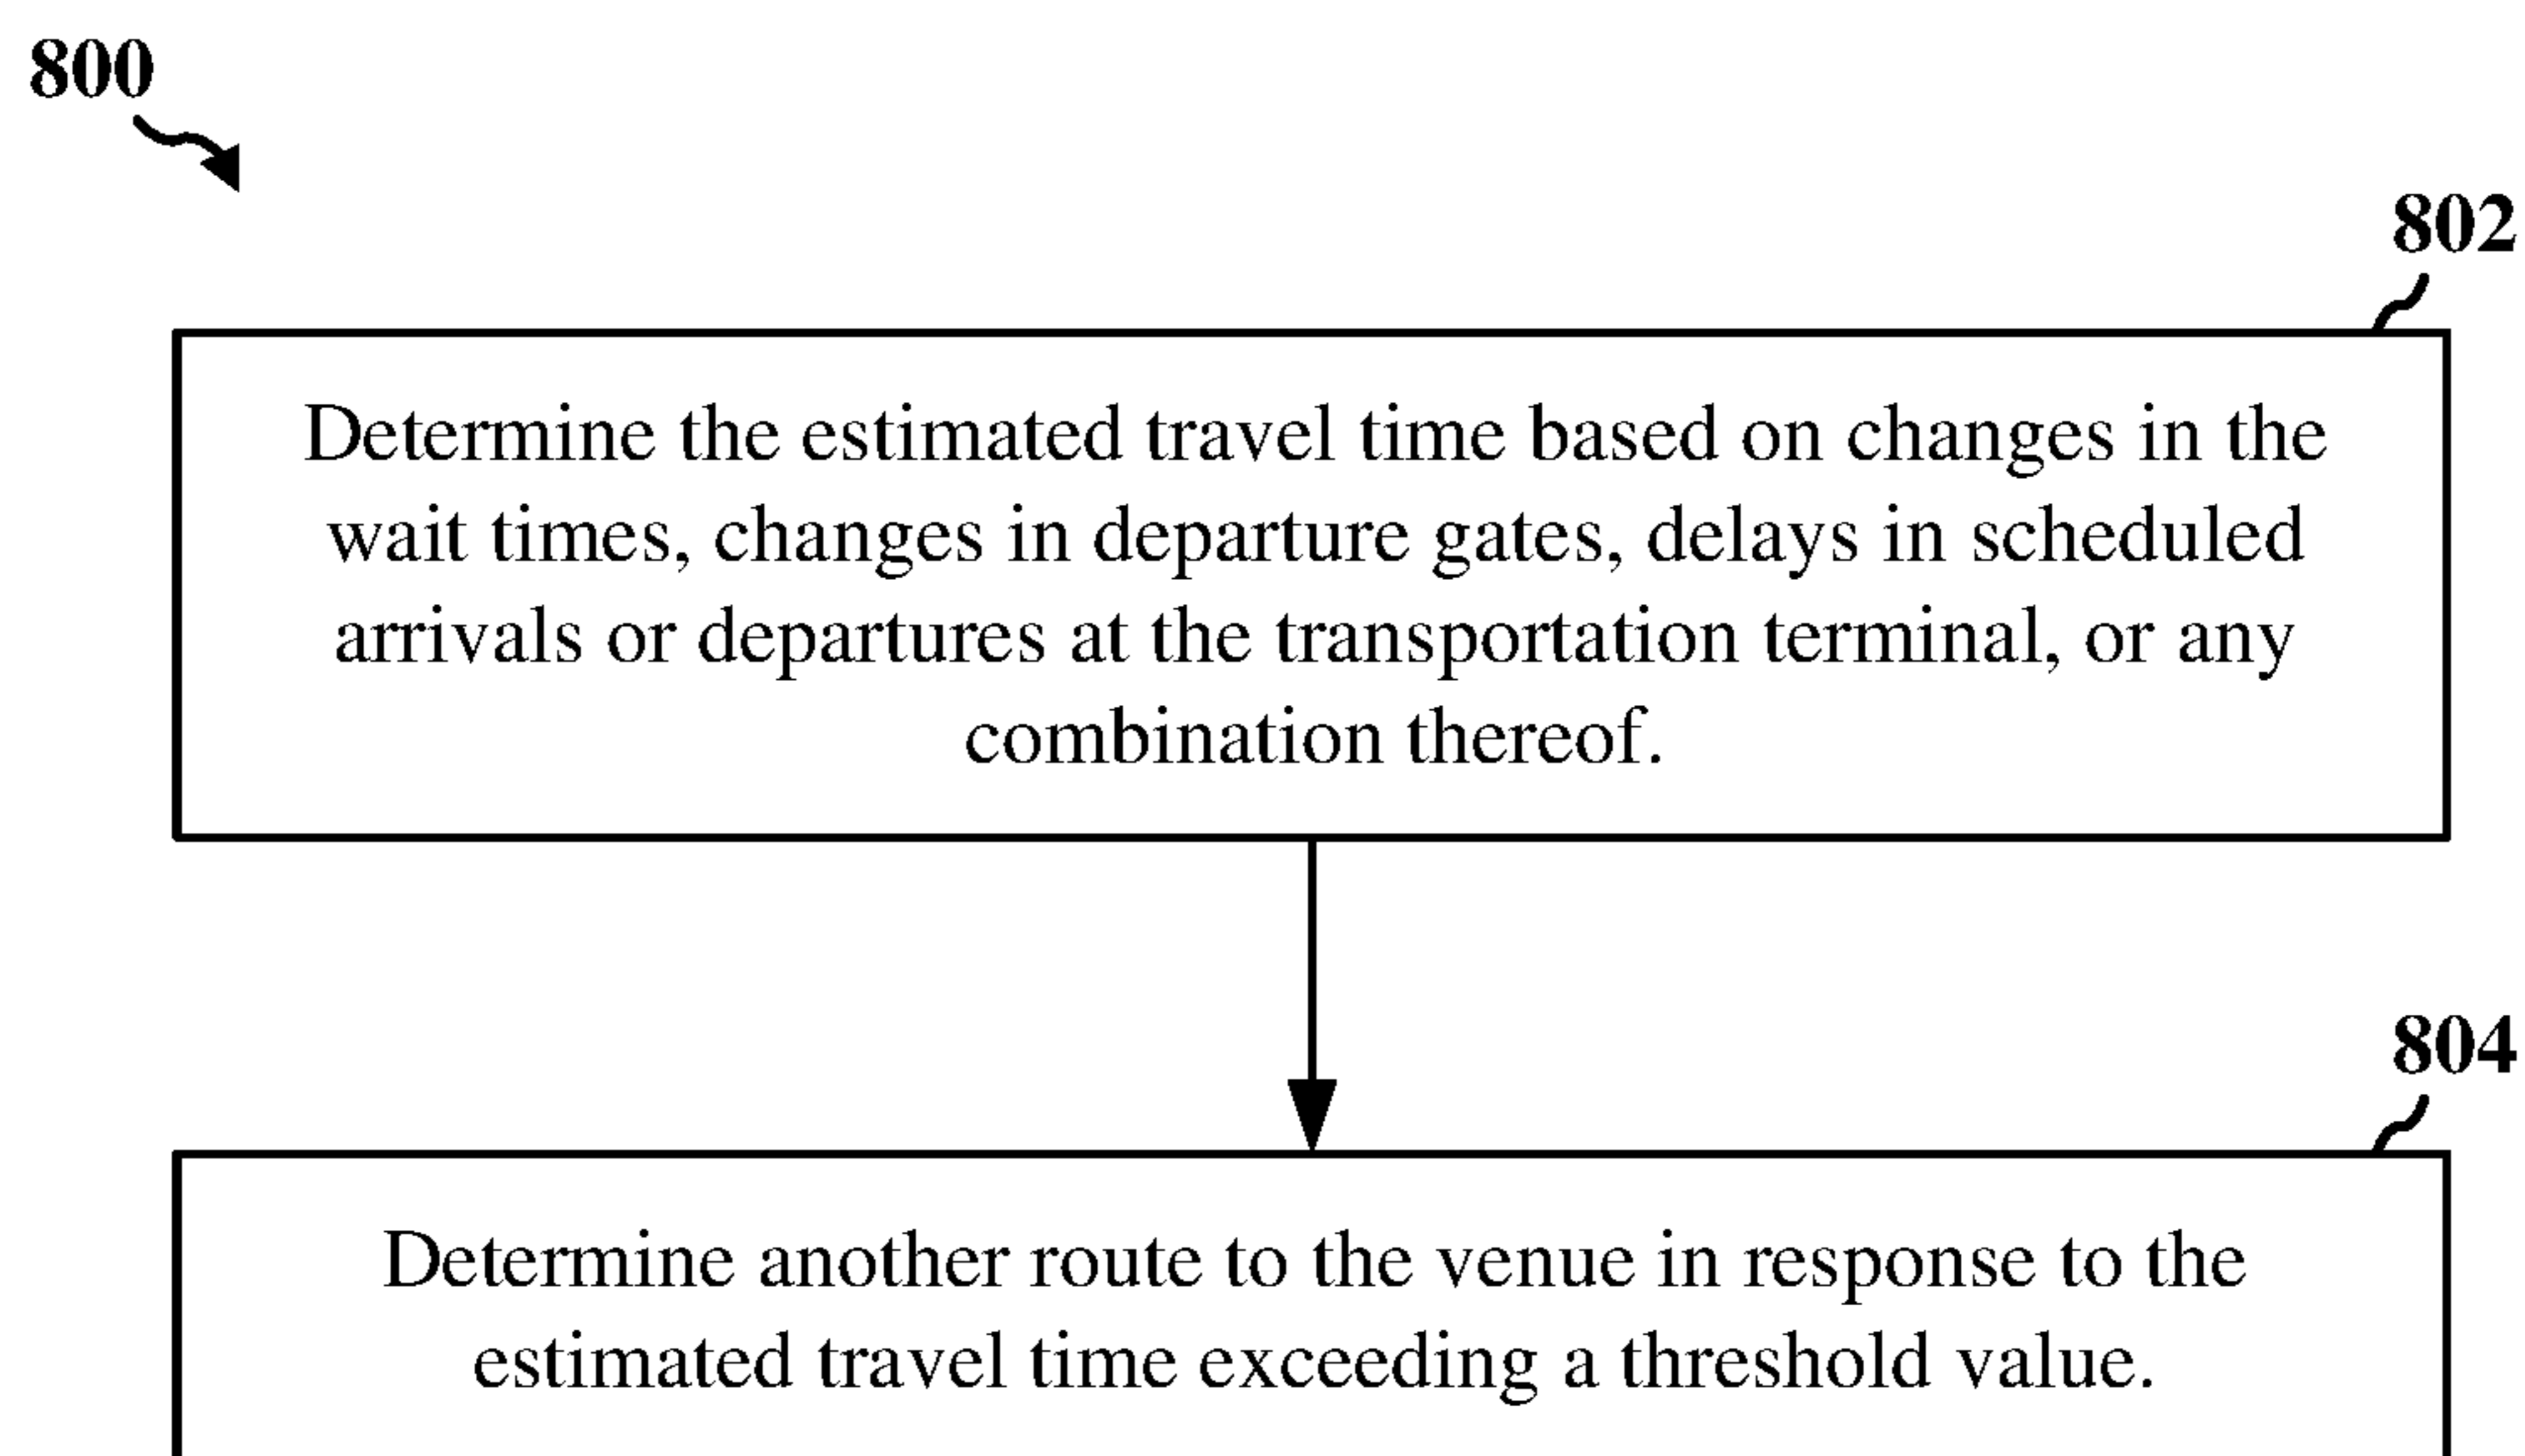 800
802
Determine the estimated travel time based on changes in the
wait times, changes in departure gates, delays in scheduled
arrivals or departures at the transportation terminal, or any
combination thereof.
804
Determine another route to the venue in response to the
estimated travel time exceeding a threshold value.